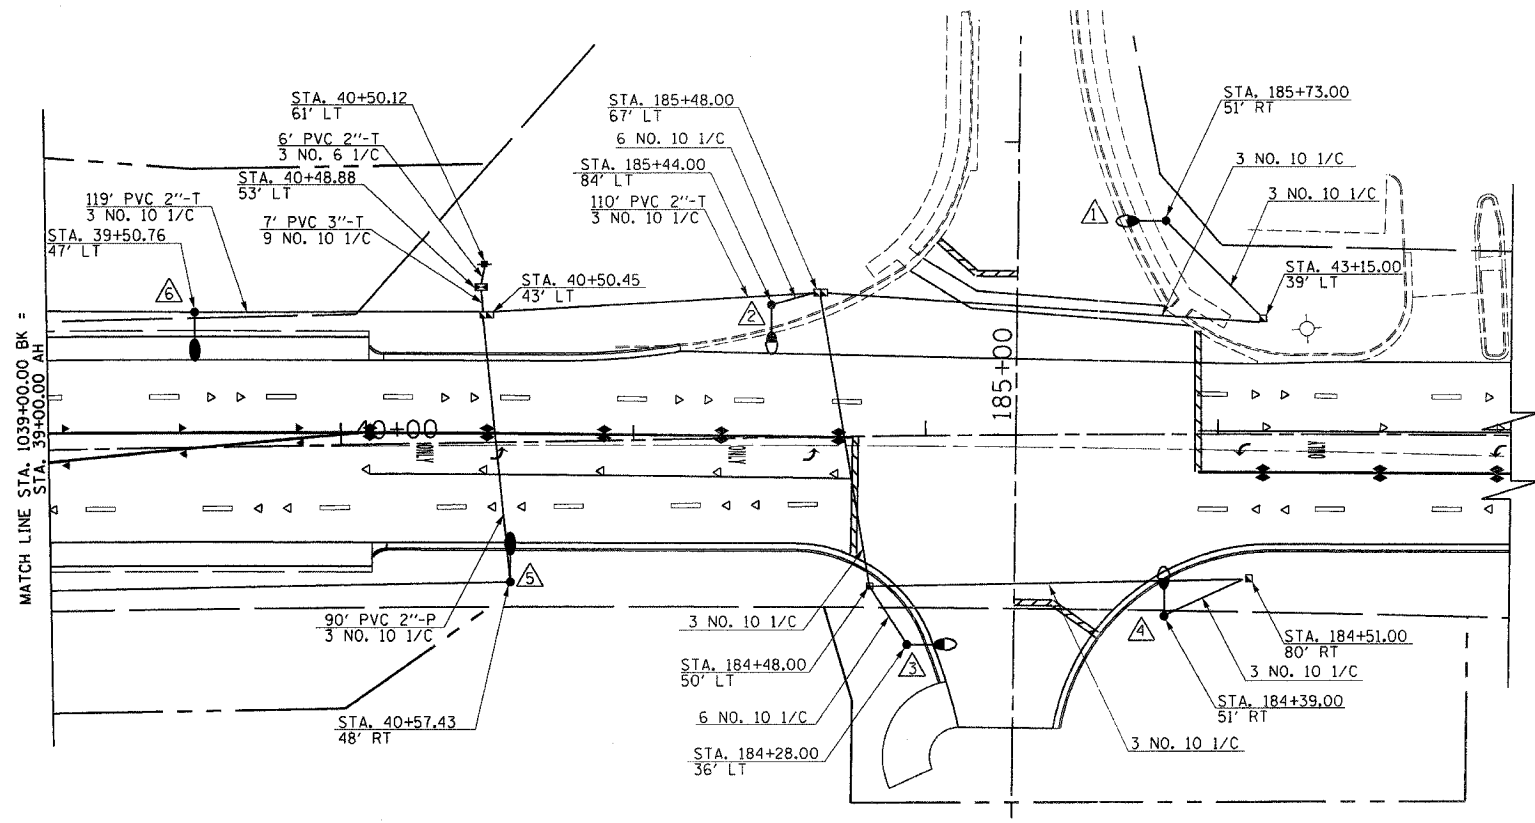 STA. 40+50.12
61' LT
6' PVC 2"-T
3 NO. 6 1/C
STA. 40+48.88
53' LT
7' PVC 3"-T
9 NO. 10 1/C
119' PVC 2"-T
3 NO. 10 1/C
STA. 39+50.76
47' LT
6
STA. 40+50.45
43' LT
STA. 185+48.00
67' LT
6 NO. 10 1/C
STA. 185+44.00
84' LT
110' PVC 2"-T
3 NO. 10 1/C
2
STA. 185+73.00
51' RT
3 NO. 10 1/C
3 NO. 10 1/C
1
STA. 43+15.00
39' LT
185+00
40+00
ONLY
ONLY
ONLY
MATCH LINE STA. 1039+00.00 BK =
STA. 39+00.00 AH
5
90' PVC 2"-P
3 NO. 10 1/C
STA. 40+57.43
48' RT
3 NO. 10 1/C
STA. 184+48.00
50' LT
3
6 NO. 10 1/C
STA. 184+28.00
36' LT
4
STA. 184+51.00
80' RT
3 NO. 10 1/C
STA. 184+39.00
51' RT
3 NO. 10 1/C